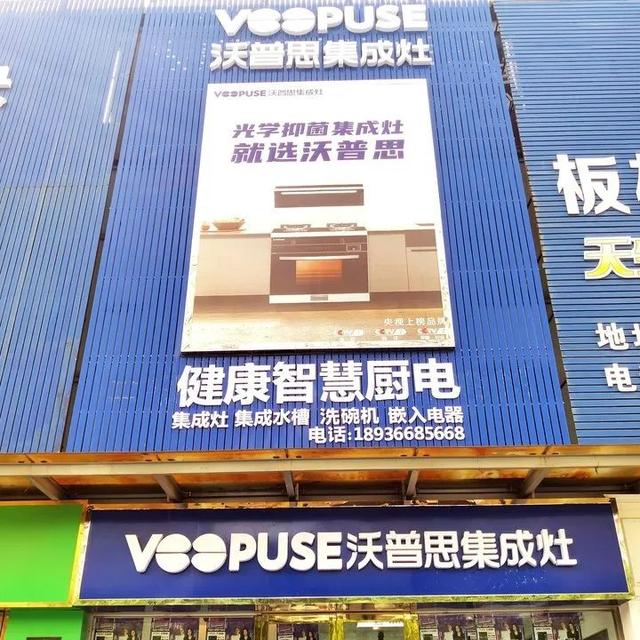 VOOPUSE
沃普思集成灶
VOOPUSE 沃普思集成灶
光学抑菌集成灶
就选沃普思
央视上榜品牌
健康智慧厨电
集成灶 集成水槽 洗碗机 嵌入电器
电话:18936685668
板
地
电
VOOPUSE沃普思集成灶